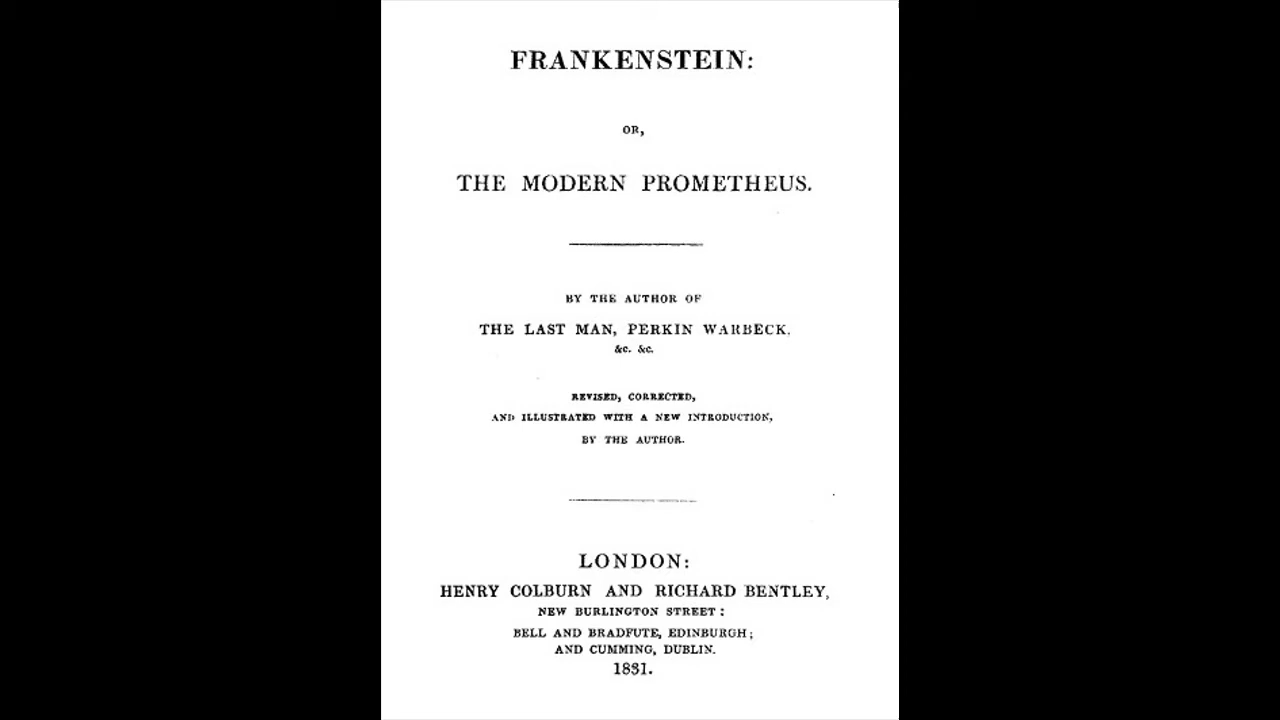 FRANKENSTEIN:
OR,
THE MODERN PROMETHEUS.
BY THE AUTHOR OF
THE LAST MAN, PERKIN WARBECK.
&c. &c.
REVISED, CORRECTED,
AND ILLUSTRATED WITH A NEW INTRODUCTION,
BY THE AUTHOR.
LONDON:
HENRY COLBURN AND RICHARD BENTLEY,
NEW BURLINGTON STREET:
BELL AND BRADFUTE, EDINBURGH;
AND CUMMING, DUBLIN.
1831.